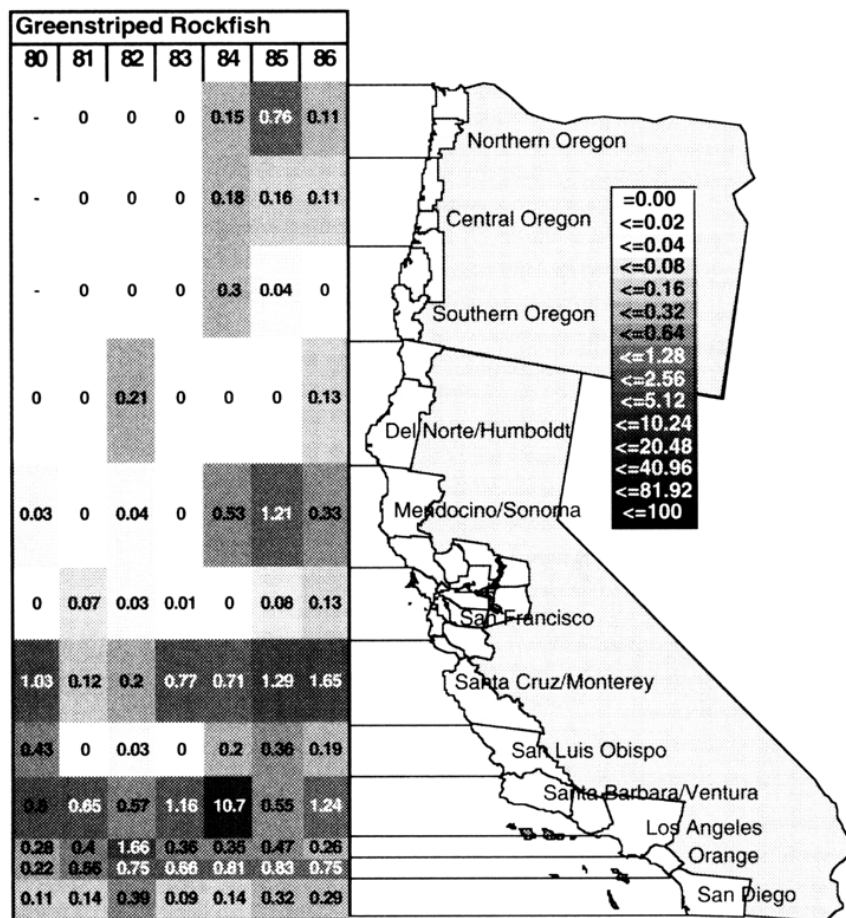 Greenstriped Rockfish
80 81 82 83 84 85 86
- 0 0 0 0.15 0.76 0.11
- 0 0 0 0.18 0.16 0.11
- 0 0 0 0.3 0.04 0
0 0 0.21 0 0 0 0.13
0.03 0 0.04 0 0.53 1.21 0.33
0 0.07 0.03 0.01 0 0.08 0.13
1.03 0.12 0.2 0.77 0.71 1.29 1.65
0.43 0 0.03 0 0.2 0.36 0.19
0.65 0.57 1.16 10.7 0.55 1.24
0.28 0.4 1.66 0.36 0.35 0.47 0.26
0.22 0.56 0.75 0.66 0.81 0.83 0.75
0.11 0.14 0.39 0.09 0.14 0.32 0.29
Northern Oregon
Central Oregon
Southern Oregon
Del Norte/Humboldt
Mendocino/Sonoma
San Francisco
Santa Cruz/Monterey
San Luis Obispo
Santa Barbara/Ventura
Los Angeles
Orange
San Diego
=0.00
<=0.02
<=0.04
<=0.08
<=0.16
<=0.32
<=0.64
<=1.28
<=2.56
<=5.12
<=10.24
<=20.48
<=40.96
<=81.92
<=100